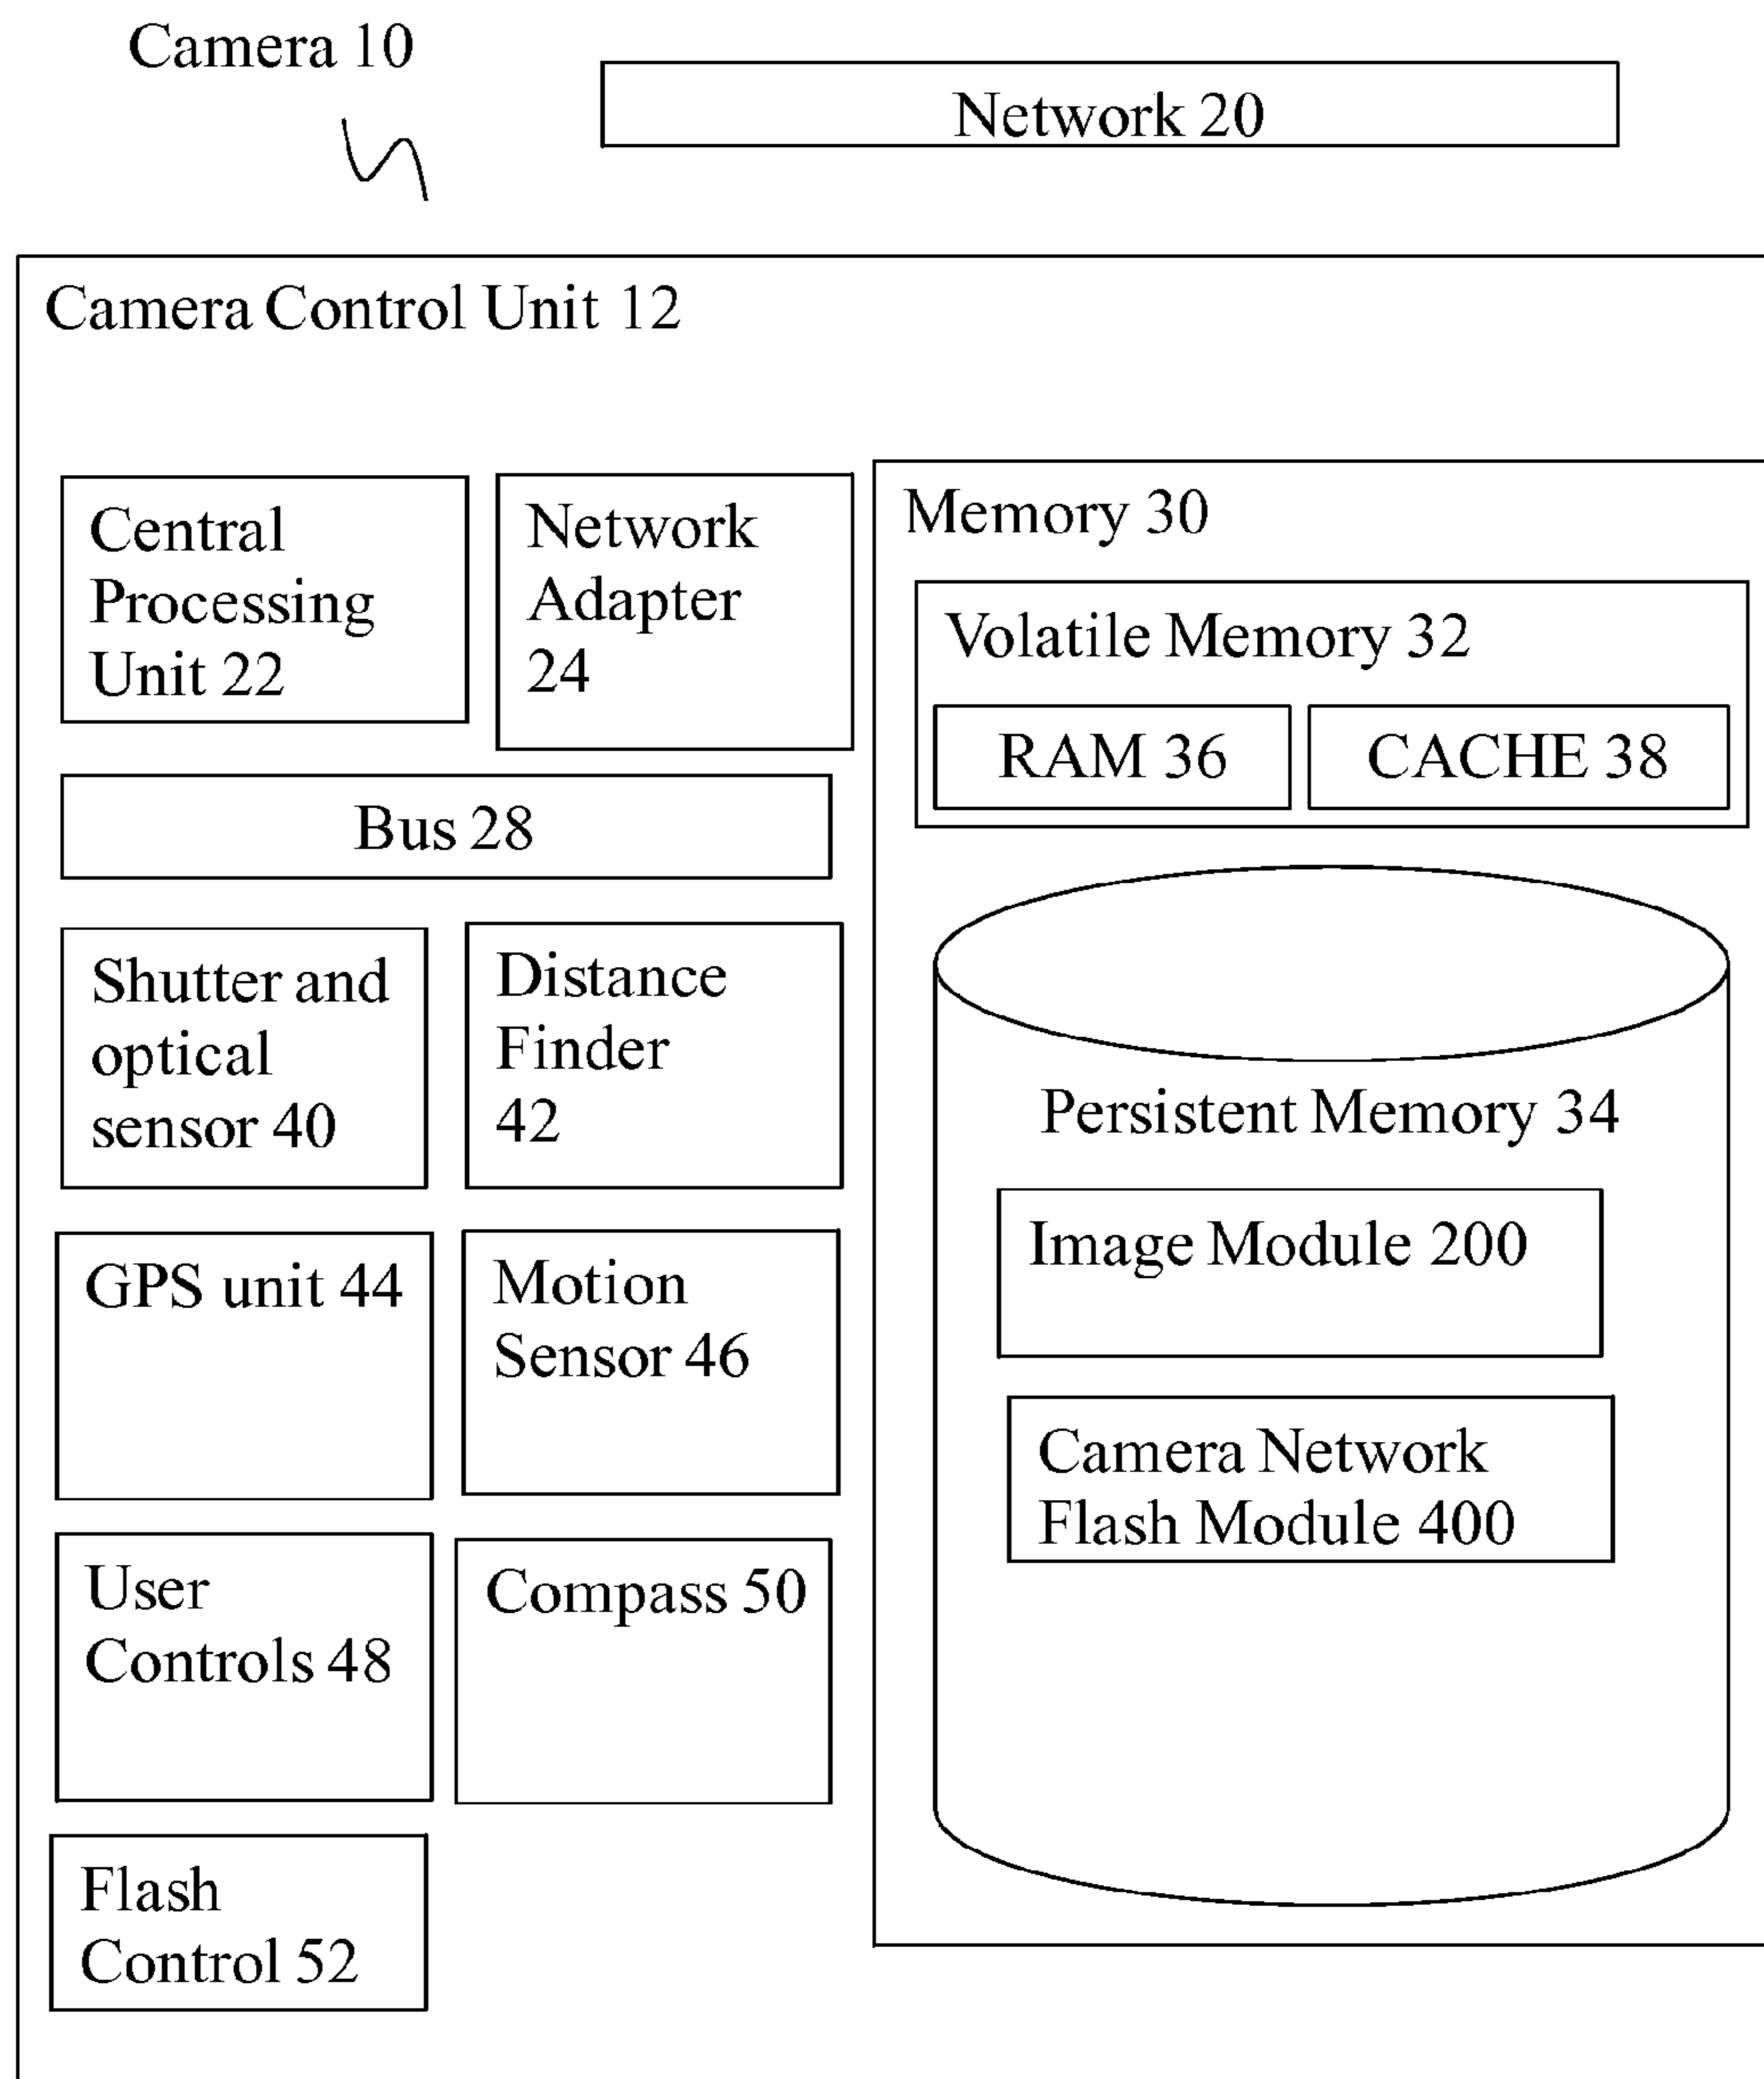 Camera 10
Network 20
Camera Control Unit 12
Central
Processing
Unit 22
Network
Adapter
24
Bus 28
Shutter and
optical
sensor 40
Distance
Finder
42
GPS unit 44
Motion
Sensor 46
User
Controls 48
Compass 50
Flash
Control 52
Memory 30
Volatile Memory 32
RAM 36
CACHE 38
Persistent Memory 34
Image Module 200
Camera Network
Flash Module 400